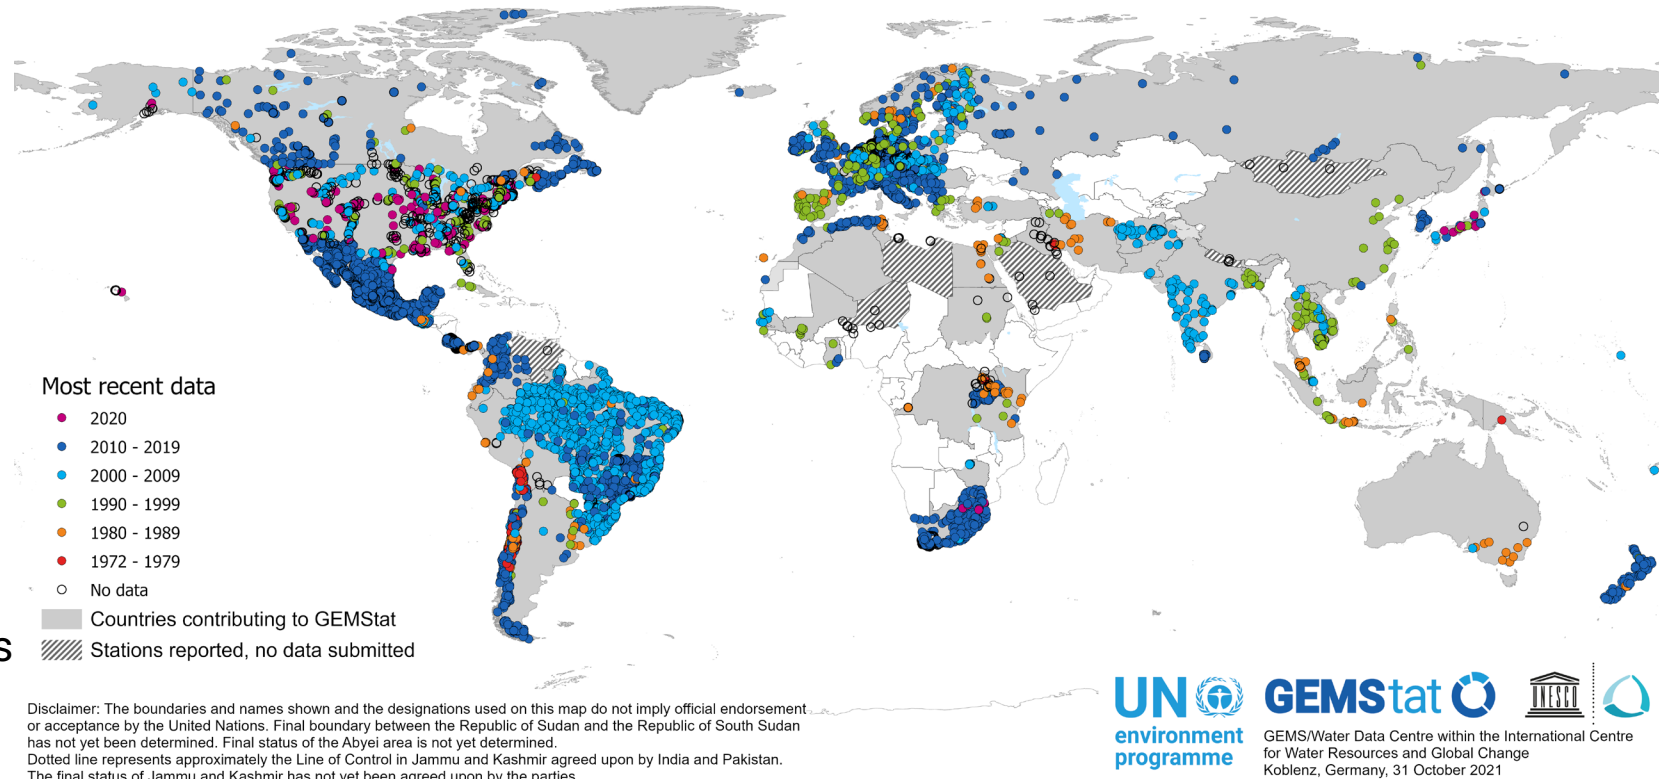 Most recent data
2020
2010 - 2019
2000 - 2009
1990 - 1999
1980 - 1989
1972 - 1979
No data
Countries contributing to GEMStat
s
Stations reported, no data submitted
Disclaimer: The boundaries and names shown and the designations used on this map do not imply official endorsement
or acceptance by the United Nations. Final boundary between the Republic of Sudan and the Republic of South Sudan
has not yet been determined. Final status of the Abyei area is not yet determined.
Dotted line represents approximately the Line of Control in Jammu and Kashmir agreed upon by India and Pakistan.
The final status of Jammu and Kashmir has not yet been agreed upon by the parties.
UN
environment
programme
GEMStat
UNESCO
GEMS/Water Data Centre within the International Centre
for Water Resources and Global Change
Koblenz, Germany, 31 October 2021